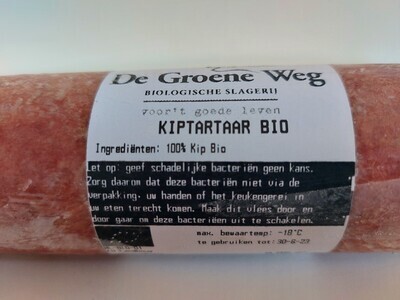 De Groene Weg
BIOLOGISCHE SLAGERIJ
voor't goede leven
KIPTARTAAR BIO
Ingrediënten: 100% Kip Bio
Let op: geef schadelijke bacteriën geen kans.
Zorg daarom dat deze bacteriën niet via de
verpakking, uw handen of het keukengerei in
uw eten terecht komen. Maak dit vlees door en
door gaar om deze bacteriën uit te schakelen.
max. bewaartemp: -18°C
te gebruiken tot: 30-6-23